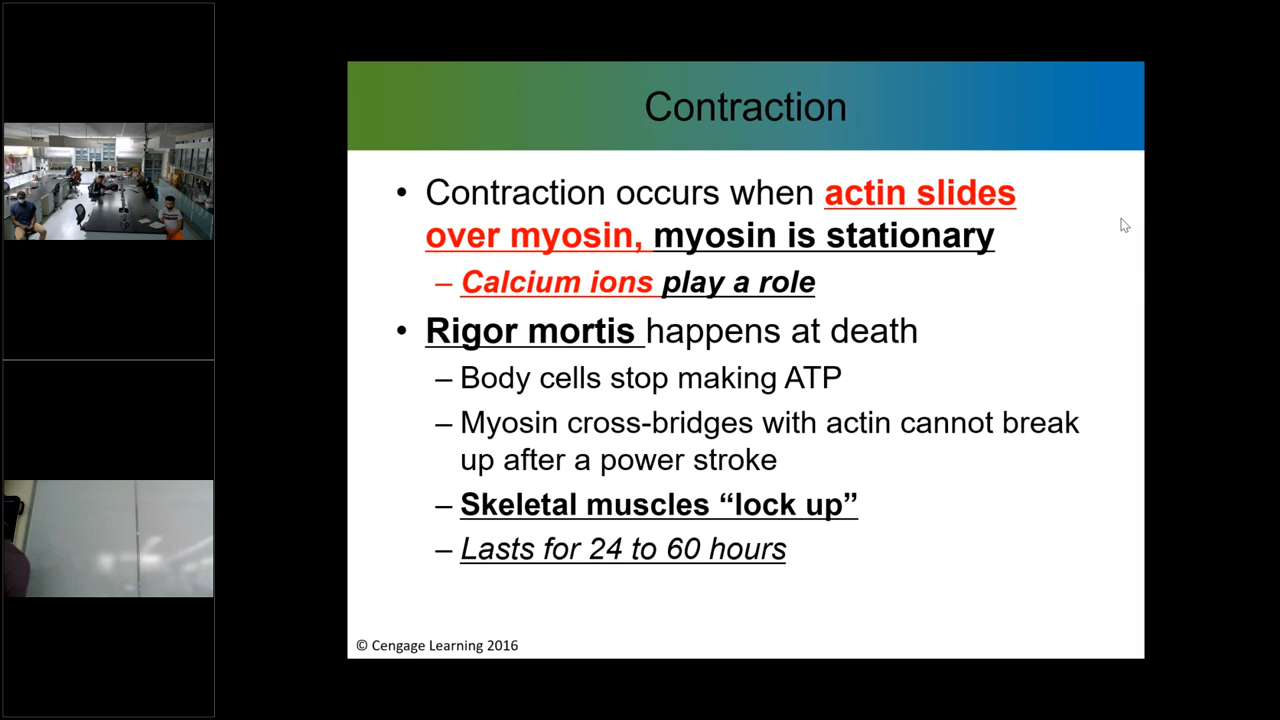 Contraction
• Contraction occurs when actin slides
over myosin, myosin is stationary
– Calcium ions play a role
• Rigor mortis happens at death
– Body cells stop making ATP
– Myosin cross-bridges with actin cannot break
up after a power stroke
– Skeletal muscles “lock up”
– Lasts for 24 to 60 hours
© Cengage Learning 2016